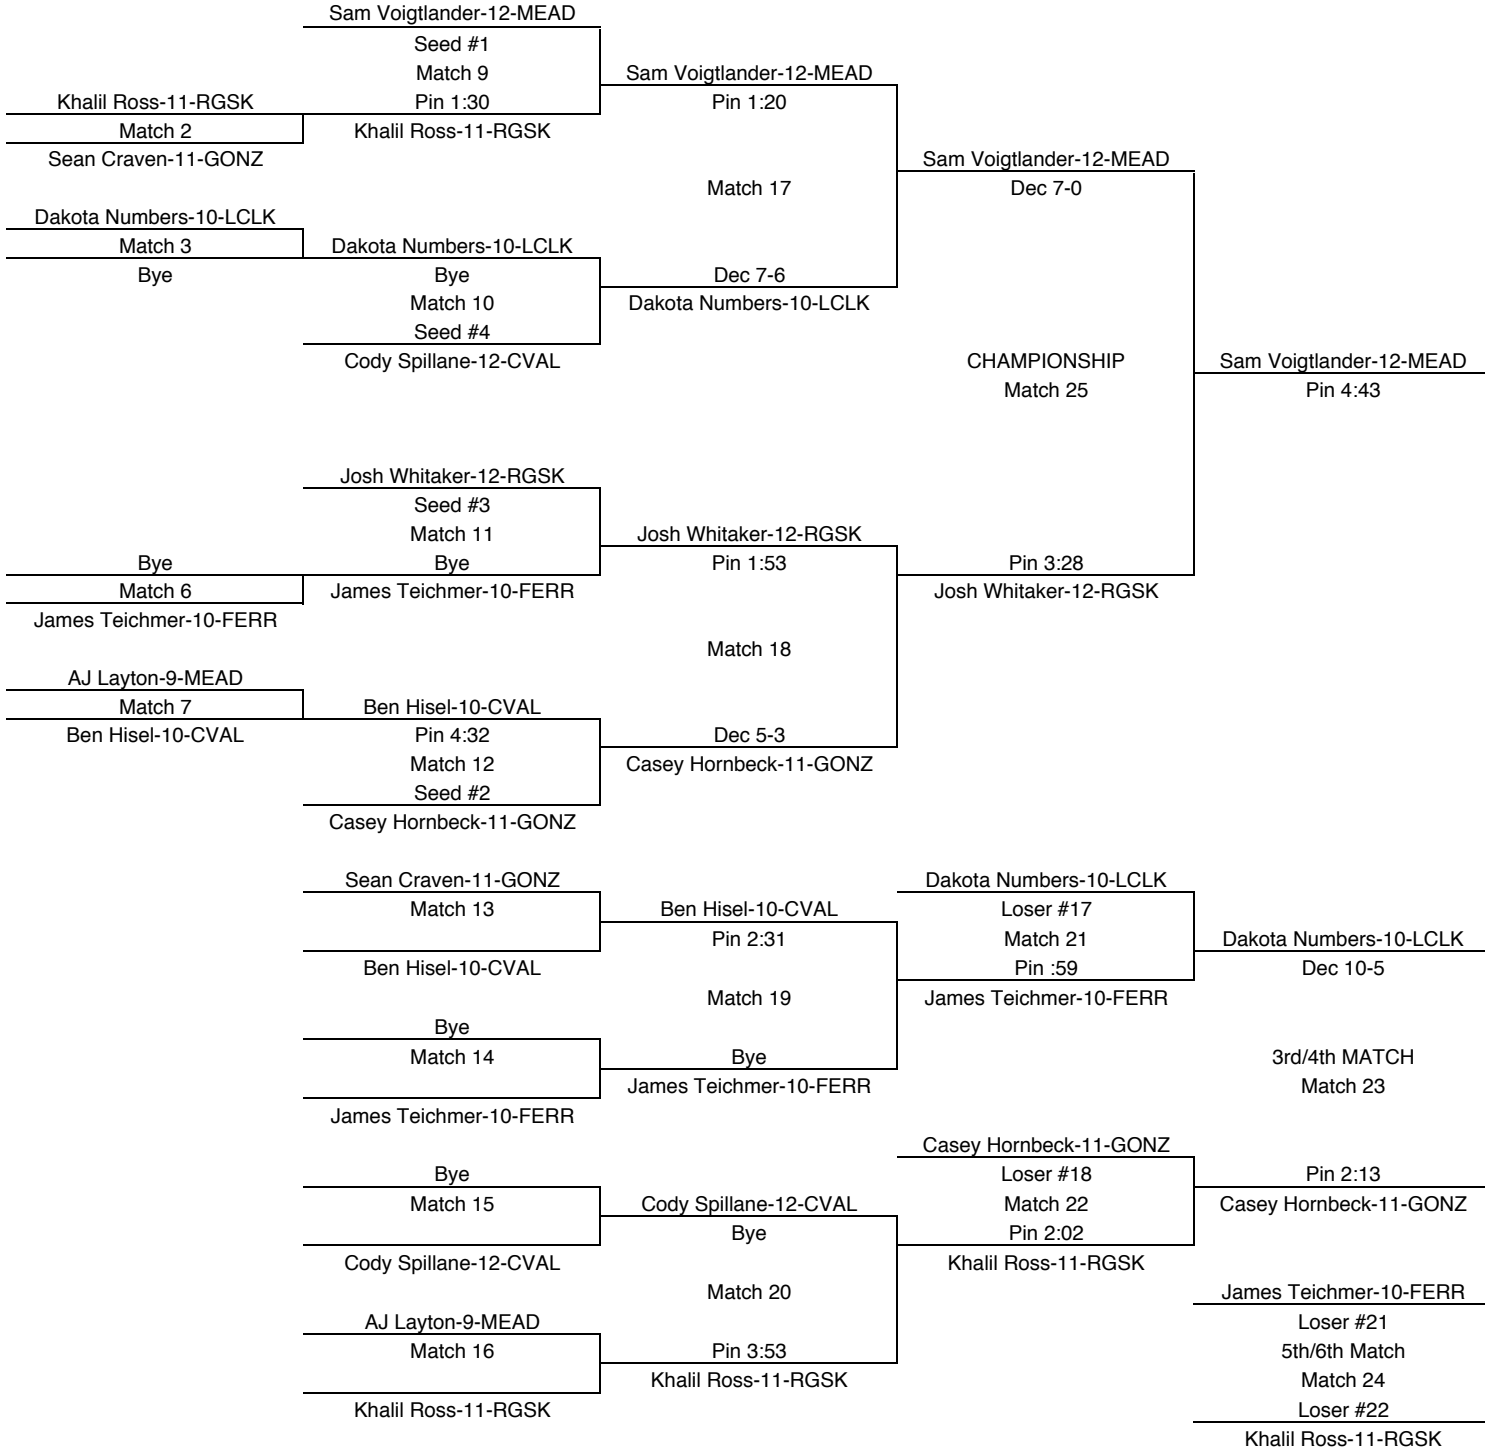 Sam Voigtlander-12-MEAD
Seed #1
Match 9
Sam Voigtlander-12-MEAD
Khalil Ross-11-RGSK
Pin 1:30
Pin 1:20
Match 2
Khalil Ross-11-RGSK
Sean Craven-11-GONZ
Sam Voigtlander-12-MEAD
Match 17
Dec 7-0
Dakota Numbers-10-LCLK
Match 3
Dakota Numbers-10-LCLK
Bye
Bye
Dec 7-6
Match 10
Dakota Numbers-10-LCLK
Seed #4
Cody Spillane-12-CVAL
CHAMPIONSHIP
Sam Voigtlander-12-MEAD
Match 25
Pin 4:43
Josh Whitaker-12-RGSK
Seed #3
Match 11
Josh Whitaker-12-RGSK
Bye
Bye
Pin 1:53
Pin 3:28
Match 6
James Teichmer-10-FERR
Josh Whitaker-12-RGSK
James Teichmer-10-FERR
Match 18
AJ Layton-9-MEAD
Match 7
Ben Hisel-10-CVAL
Ben Hisel-10-CVAL
Pin 4:32
Dec 5-3
Match 12
Casey Hornbeck-11-GONZ
Seed #2
Casey Hornbeck-11-GONZ
Sean Craven-11-GONZ
Dakota Numbers-10-LCLK
Match 13
Ben Hisel-10-CVAL
Loser #17
Pin 2:31
Match 21
Dakota Numbers-10-LCLK
Ben Hisel-10-CVAL
Pin :59
Dec 10-5
Match 19
James Teichmer-10-FERR
Bye
Match 14
Bye
3rd/4th MATCH
James Teichmer-10-FERR
Match 23
James Teichmer-10-FERR
Casey Hornbeck-11-GONZ
Bye
Loser #18
Pin 2:13
Match 15
Cody Spillane-12-CVAL
Match 22
Casey Hornbeck-11-GONZ
Bye
Pin 2:02
Cody Spillane-12-CVAL
Khalil Ross-11-RGSK
Match 20
James Teichmer-10-FERR
AJ Layton-9-MEAD
Loser #21
Match 16
Pin 3:53
5th/6th Match
Khalil Ross-11-RGSK
Match 24
Khalil Ross-11-RGSK
Loser #22
Khalil Ross-11-RGSK